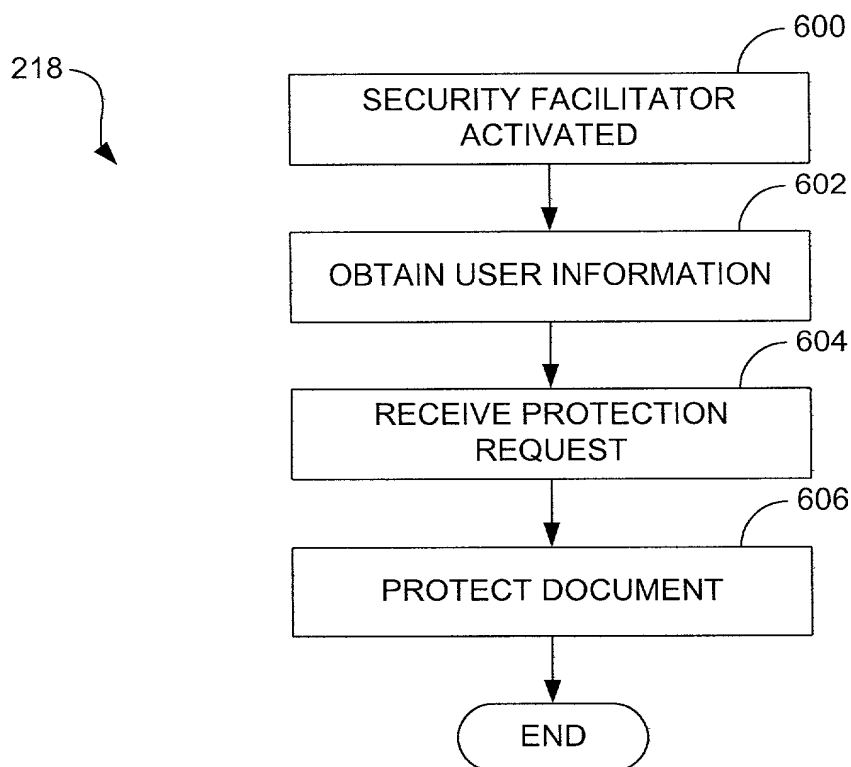 600
218
SECURITY FACILITATOR
ACTIVATED
602
OBTAIN USER INFORMATION
604
RECEIVE PROTECTION
REQUEST
606
PROTECT DOCUMENT
END